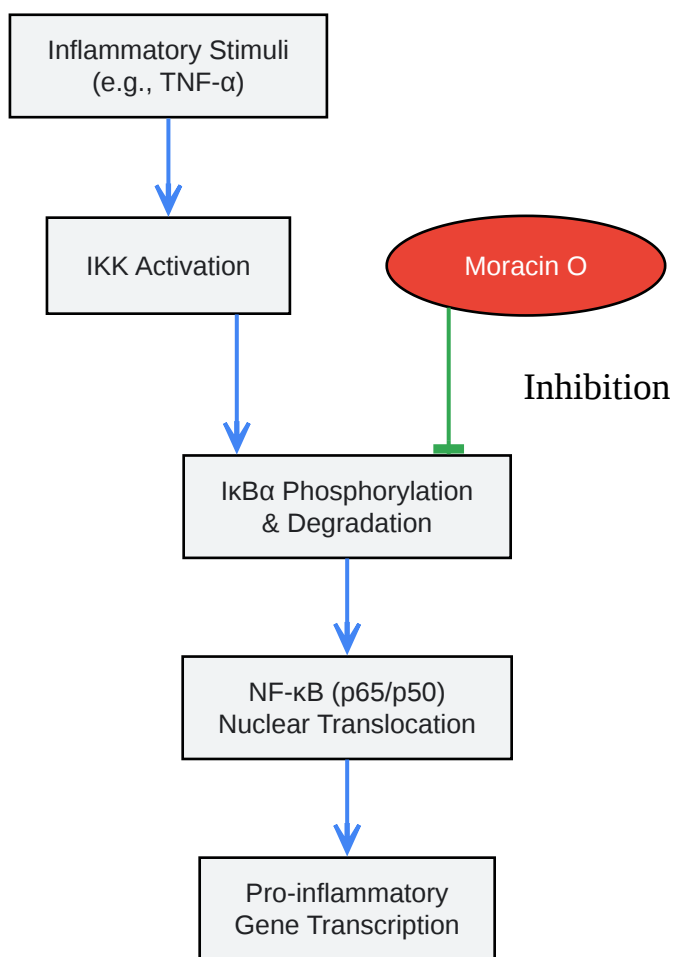 Inflammatory Stimuli
(e.g., TNF-α)
IKK Activation
Moracin O
Inhibition
IκBα Phosphorylation
& Degradation
NF-κB (p65/p50)
Nuclear Translocation
Pro-inflammatory
Gene Transcription